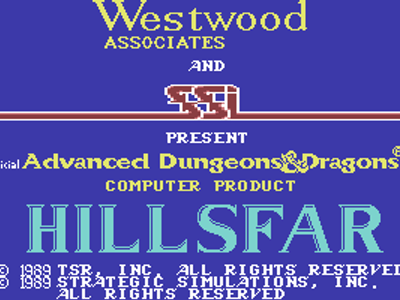 Westwood
ASSOCIATES
AND
SSi
PRESENT
icial Advanced Dungeons & Dragons®
COMPUTER PRODUCT
HILLSFAR
© 1989 TSR, INC. ALL RIGHTS RESERVED
© 1989 STRATEGIC SIMULATIONS, INC.
ALL RIGHTS RESERVED